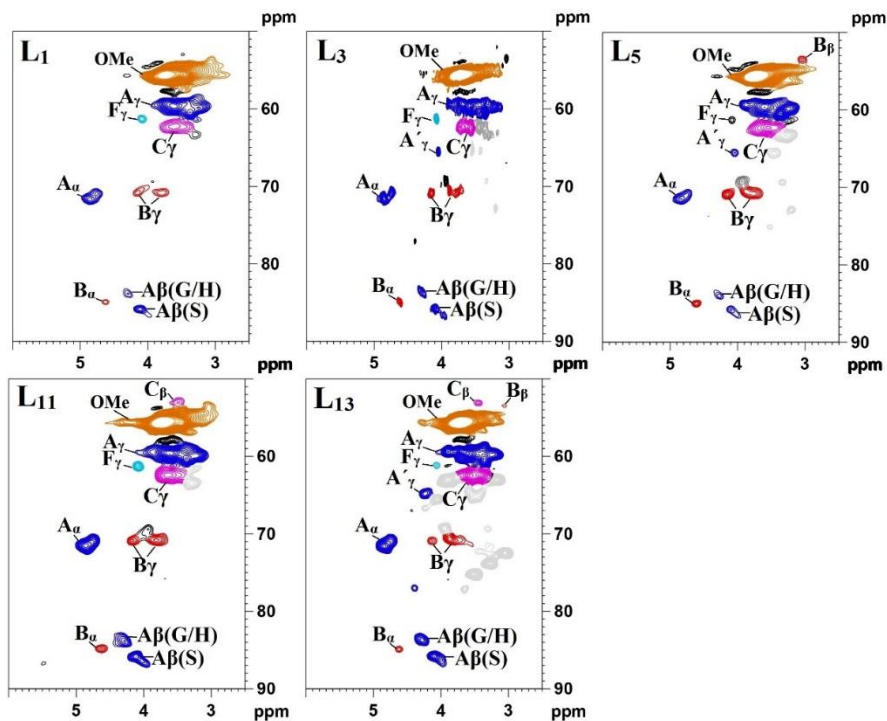 ppm ppm ppm
L1 L3 L5
OMe OMe OMe Bβ
Aγ Aγ Aγ
60 60 60
Fγ Fγ Fγ
Cγ A´γ Cγ A´γ Cγ
Aα Aα Aα
70 70 70
Bγ Bγ Bγ
80 80 80
Bα Aβ(G/H) Bα Aβ(G/H) Bα Aβ(G/H)
Aβ(S) Aβ(S) Aβ(S)
90 90 90
5 4 3 ppm 5 4 3 ppm 5 4 3 ppm
L11 L13
Cβ Cβ Bβ
OMe OMe
Aγ Aγ
60 60
Fγ Fγ
Cγ A´γ Cγ
Aα Aα
70 70
Bγ Bγ
80 80
Bα Aβ(G/H) Bα Aβ(G/H)
Aβ(S) Aβ(S)
90 90
5 4 3 ppm 5 4 3 ppm